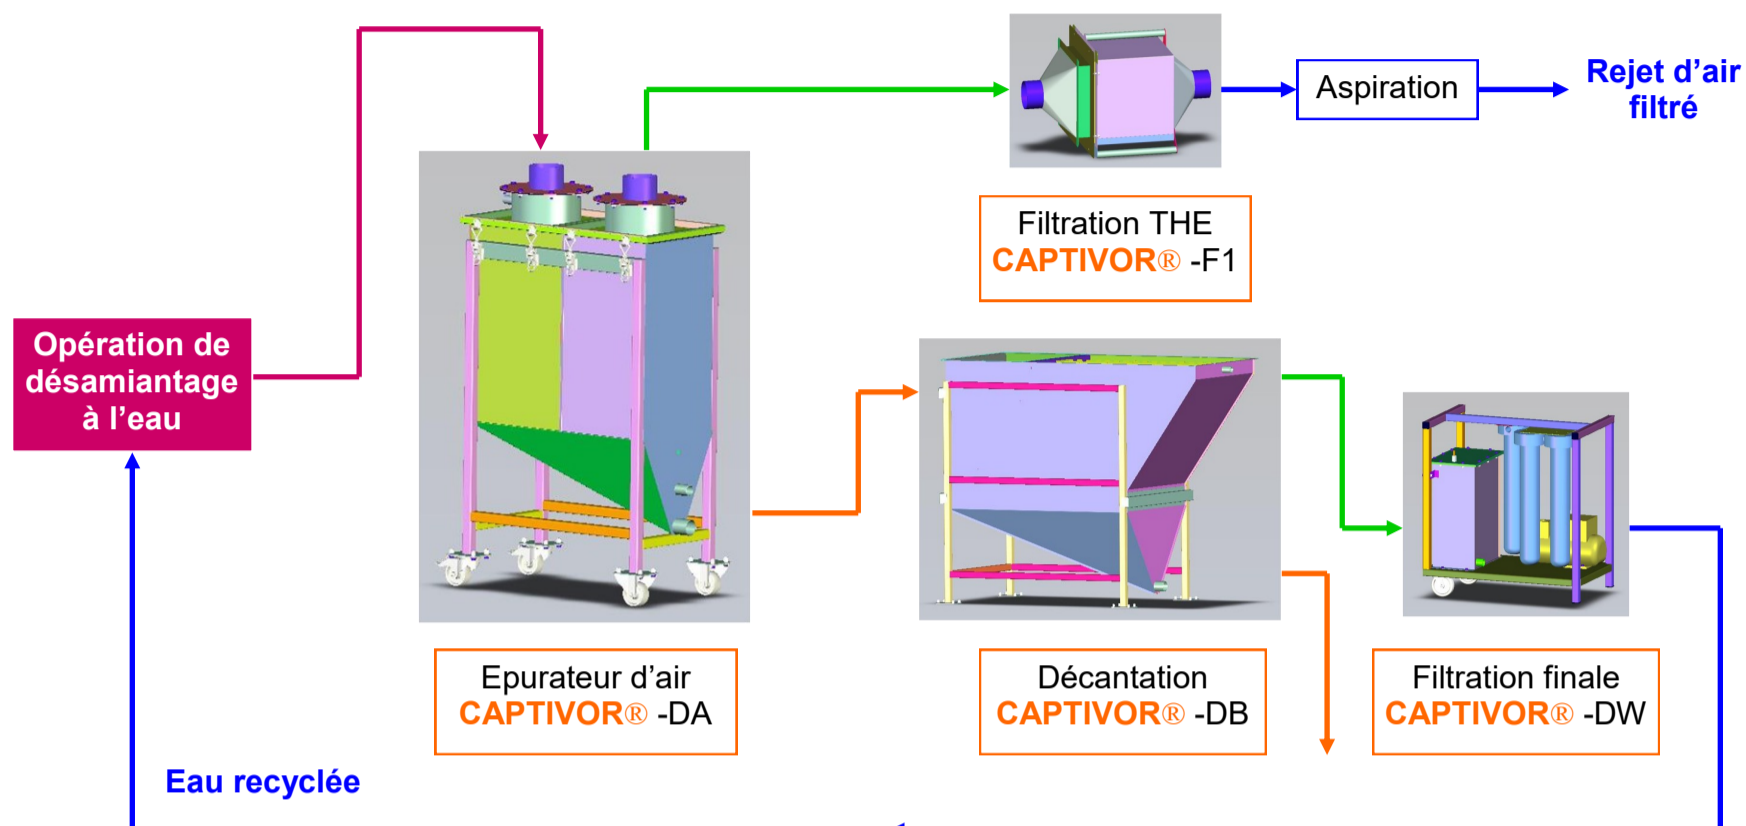 Rejet d’air
filtré
Aspiration
Filtration THE
CAPTIVOR® -F1
Opération de
désamiantage
à l’eau
Epurateur d’air
CAPTIVOR® -DA
Décantation
CAPTIVOR® -DB
Filtration finale
CAPTIVOR® -DW
Eau recyclée